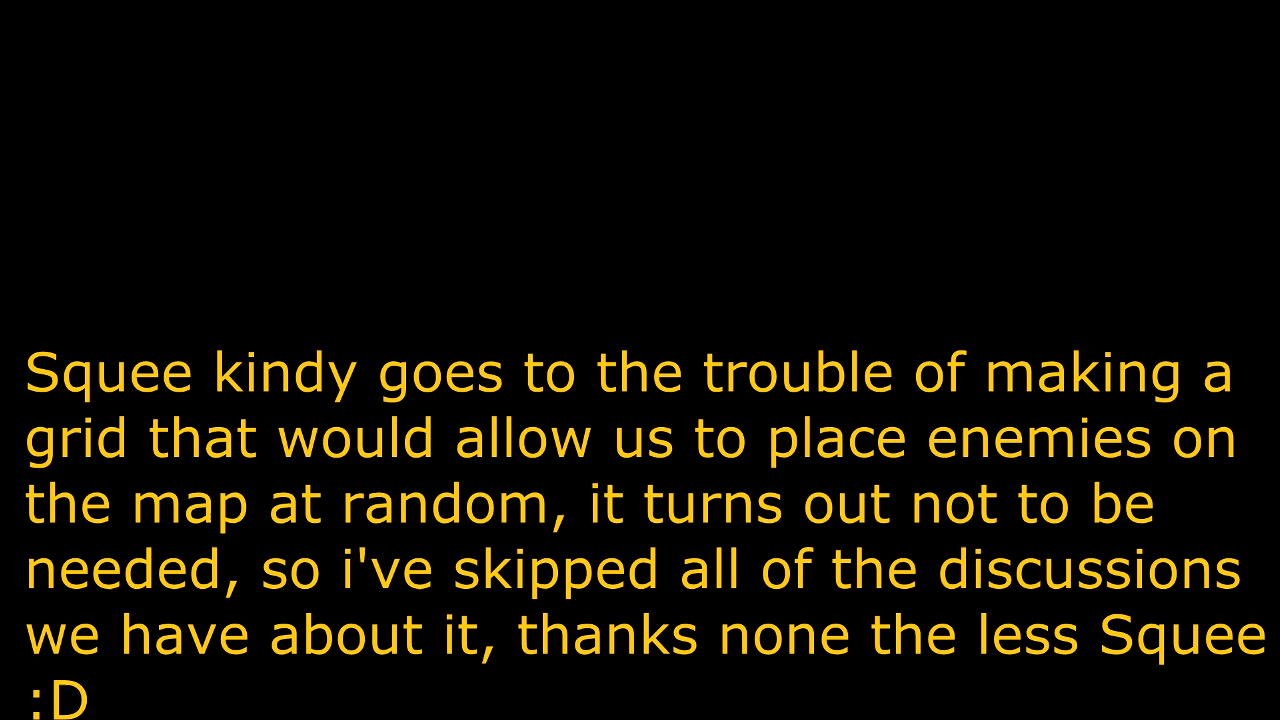 Squee kindy goes to the trouble of making a
grid that would allow us to place enemies on
the map at random, it turns out not to be
needed, so i've skipped all of the discussions
we have about it, thanks none the less Squee
:D